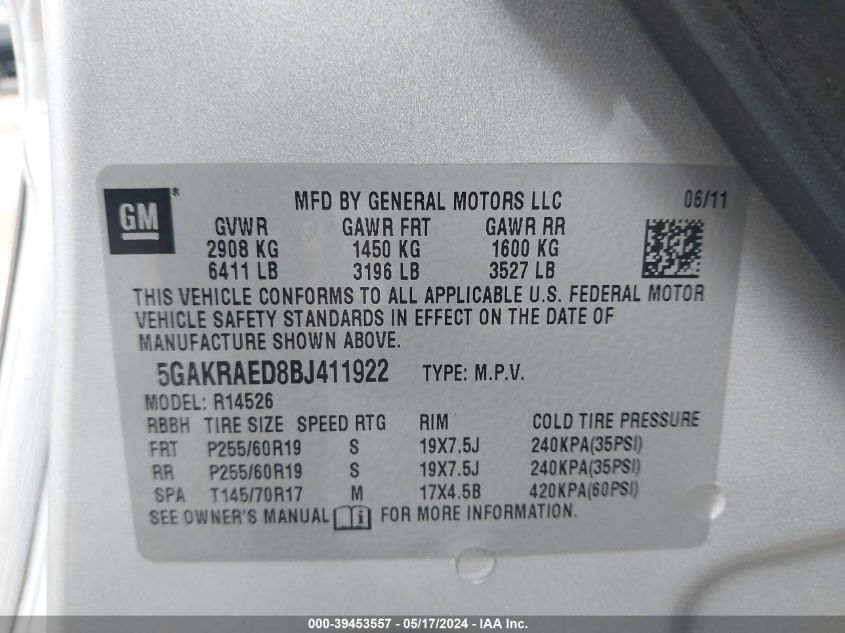 GM®
MFD BY GENERAL MOTORS LLC 06/11
GVWR GAWR FRT GAWR RR
2908 KG 1450 KG 1600 KG
6411 LB 3196 LB 3527 LB
THIS VEHICLE CONFORMS TO ALL APPLICABLE U.S. FEDERAL MOTOR
VEHICLE SAFETY STANDARDS IN EFFECT ON THE DATE OF
MANUFACTURE SHOWN ABOVE.
5GAKRAED8BJ411922 TYPE: M.P.V.
MODEL: R14526
RBBH TIRE SIZE SPEED RTG RIM COLD TIRE PRESSURE
FRT P255/60R19 S 19X7.5J 240KPA(35PSI)
RR P255/60R19 S 19X7.5J 240KPA(35PSI)
SPA T145/70R17 M 17X4.5B 420KPA(60PSI)
SEE OWNER'S MANUAL i FOR MORE INFORMATION.
000-39453557 - 05/17/2024 - IAA Inc.